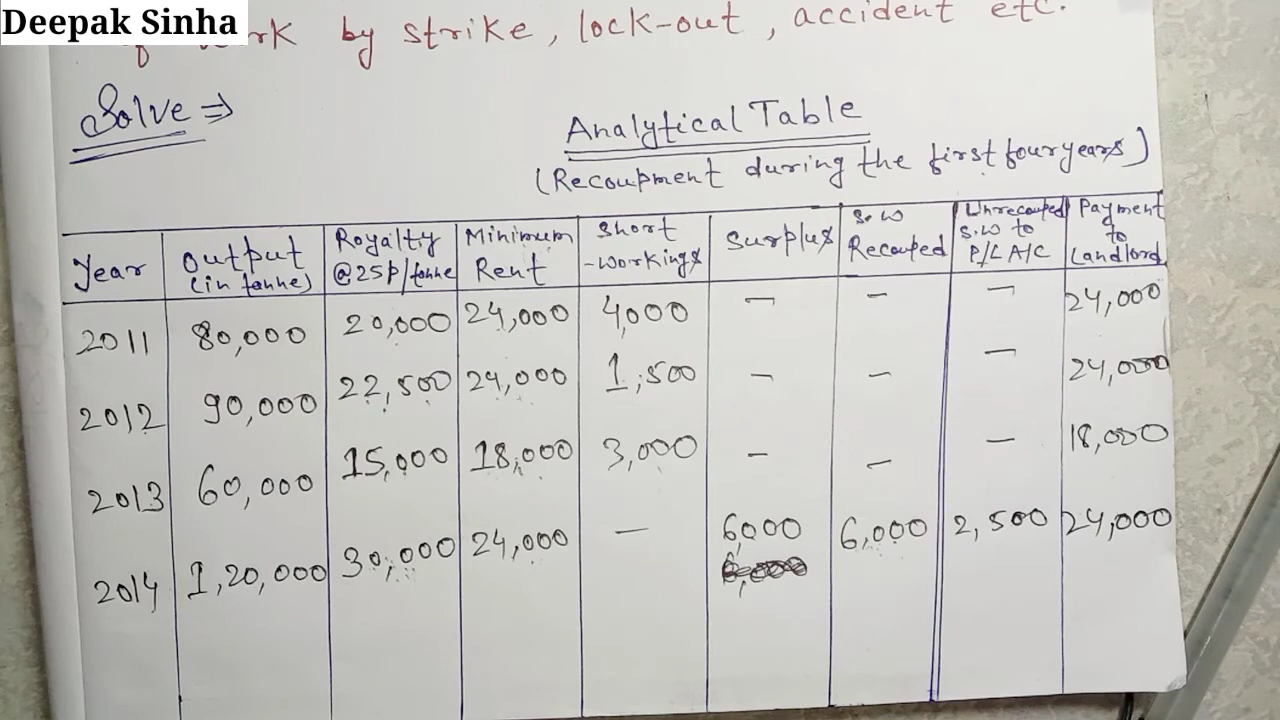 Deepak Sinha
of work by strike, lock-out, accident etc.
Solve ⇒
Analytical Table
(Recoupment during the first four years)
Year | Output (in tonne) | Royalty @25P/tonne | Minimum Rent | Short-workings | Surplus | S.W Recouped | Unrecouped S.W to P/L A/C | Payment to Landlord
2011 | 80,000 | 20,000 | 24,000 | 4,000 | — | — | — | 24,000
2012 | 90,000 | 22,500 | 24,000 | 1,500 | — | — | — | 24,000
2013 | 60,000 | 15,000 | 18,000 | 3,000 | — | — | — | 18,000
2014 | 1,20,000 | 30,000 | 24,000 | — | 6,000 | 6,000 | 2,500 | 24,000